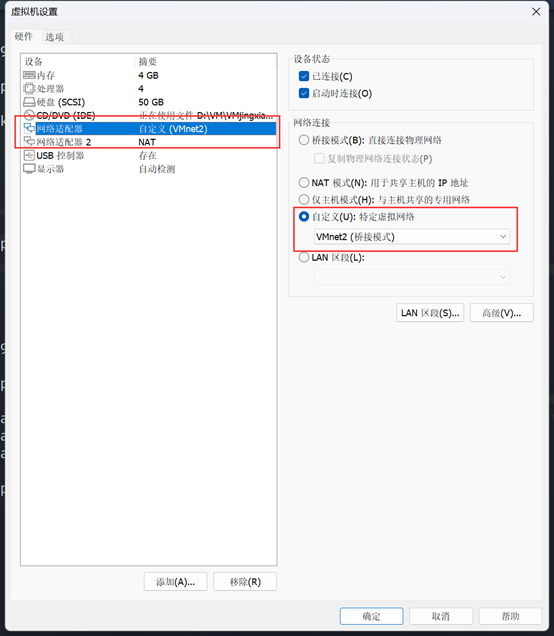 虚拟机设置
硬件 选项
设备 摘要
内存 4 GB
处理器 4
硬盘 (SCSI) 50 GB
CD/DVD (IDE) 正在使用文件 D:\VM\VMjingxia...
网络适配器 自定义 (VMnet2)
网络适配器 2 NAT
USB 控制器 存在
显示器 自动检测
添加(A)... 移除(R)
设备状态
已连接(C)
启动时连接(O)
网络连接
桥接模式(B): 直接连接物理网络
复制物理网络连接状态(P)
NAT 模式(N): 用于共享主机的 IP 地址
仅主机模式(H): 与主机共享的专用网络
自定义(U): 特定虚拟网络
VMnet2 (桥接模式)
LAN 区段(L):
LAN 区段(S)... 高级(V)...
确定 取消 帮助